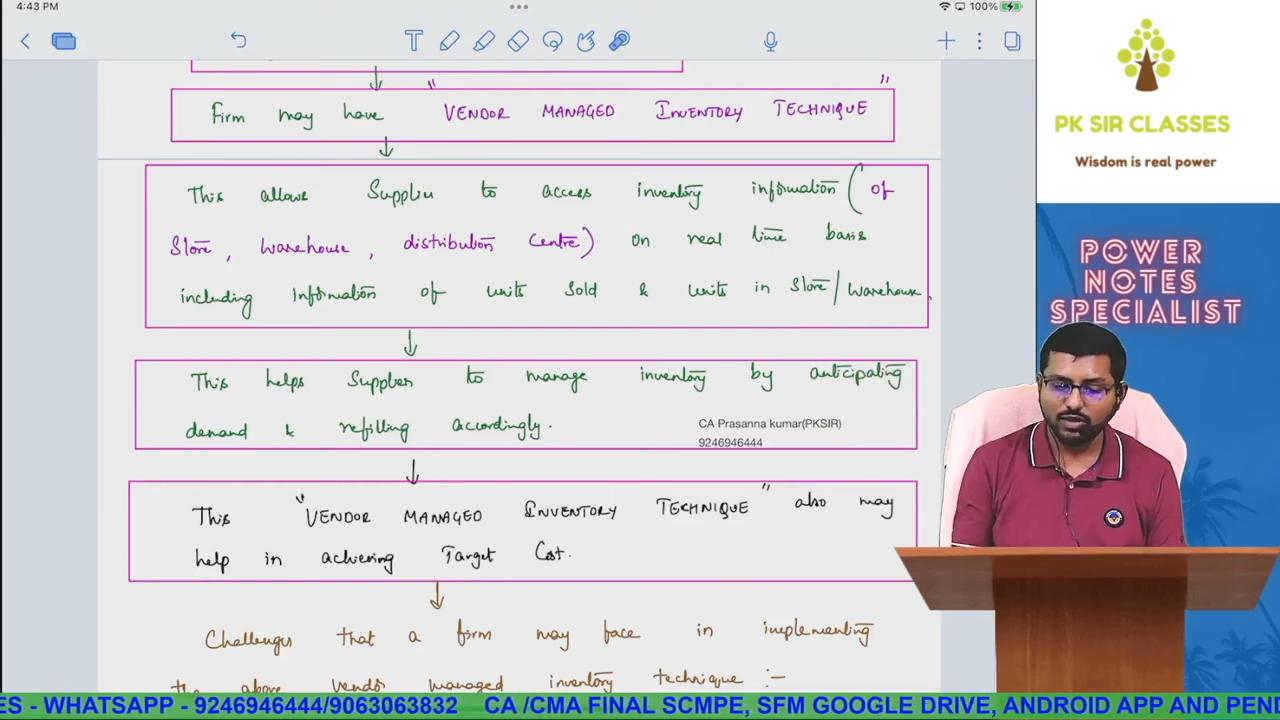 4:43 PM
100%
Firm may have "VENDOR MANAGED INVENTORY TECHNIQUE"
This allows Supplier to access inventory information (of
Store, warehouse, distribution Centre) on real time basis
including Information of units Sold & units in Store/warehouse.
This helps Supplier to manage inventory by anticipating
demand & refilling accordingly.
CA Prasanna kumar(PKSIR)
9246946444
This "VENDOR MANAGED INVENTORY TECHNIQUE" also may
help in achieving Target Cost.
Challenges that a firm may face in implementing
the above vendor managed inventory technique :-
PK SIR CLASSES
Wisdom is real power
POWER
NOTES
SPECIALIST
ES - WHATSAPP - 9246946444/9063063832 CA /CMA FINAL SCMPE, SFM GOOGLE DRIVE, ANDROID APP AND PEN